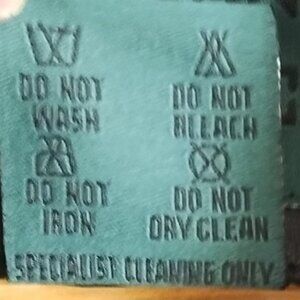 DO NOT
WASH
DO NOT
BLEACH
DO NOT
IRON
DO NOT
DRY CLEAN
SPECIALIST CLEANING ONLY